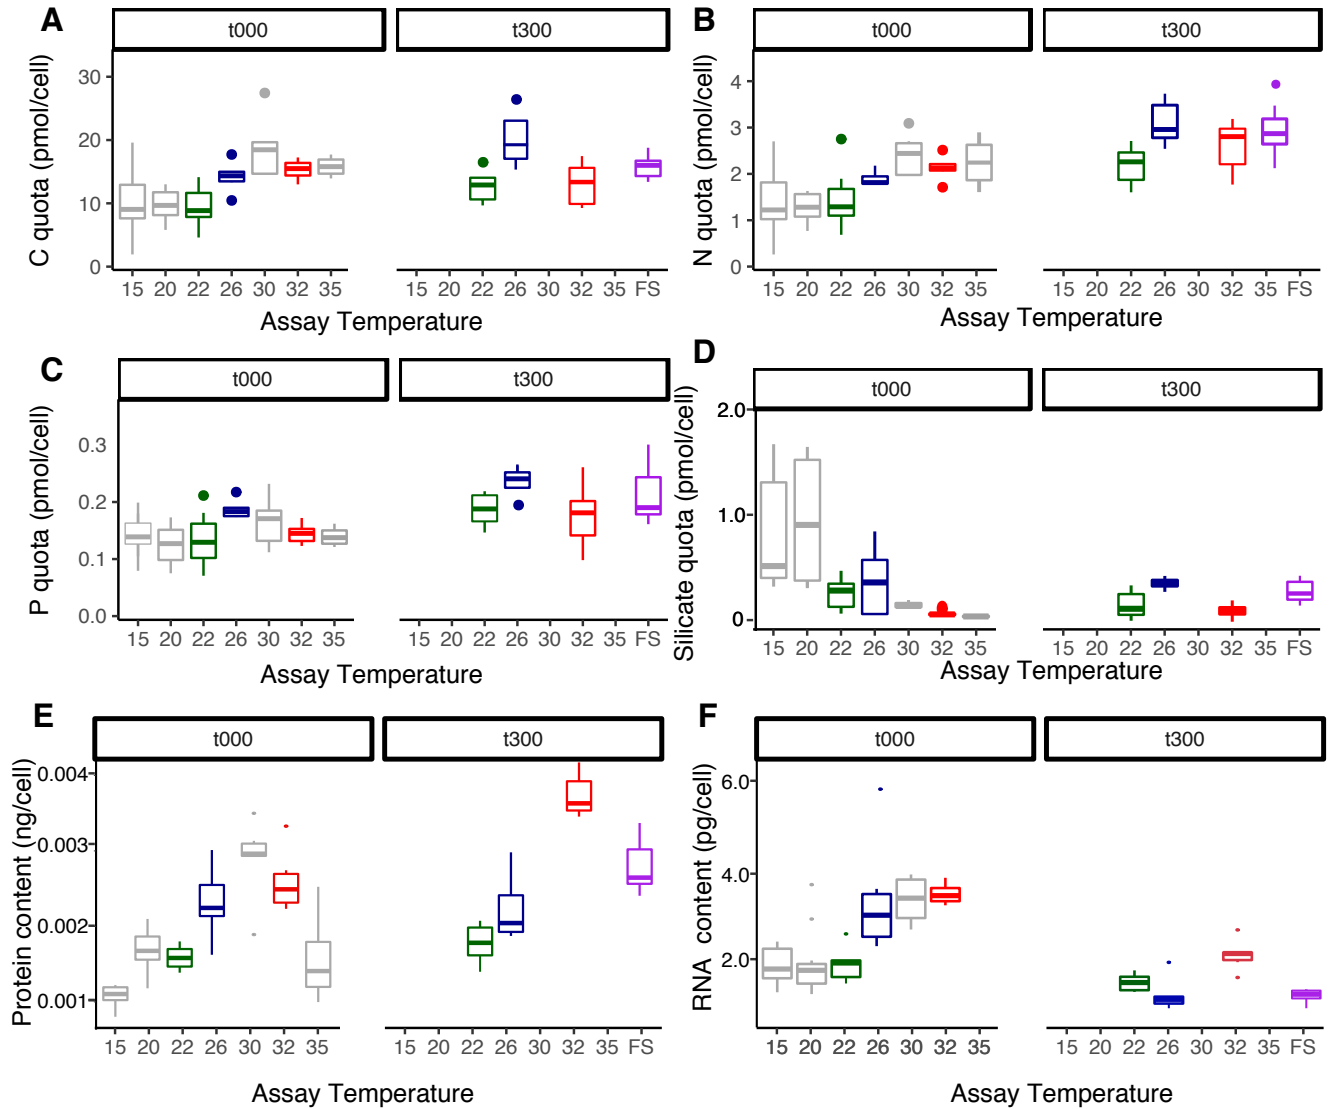 A
t000
t300
C quota (pmol/cell)
30
20
10
0
15 20 22 26 30 32 35
15 20 22 26 30 32 35 FS
Assay Temperature
B
t000
t300
N quota (pmol/cell)
4
3
2
1
0
15 20 22 26 30 32 35
15 20 22 26 30 32 35 FS
Assay Temperature
C
t000
t300
P quota (pmol/cell)
0.3
0.2
0.1
0.0
15 20 22 26 30 32 35
15 20 22 26 30 32 35 FS
Assay Temperature
D
t000
t300
Silicate quota (pmol/cell)
2.0
1.0
0
15 20 22 26 30 32 35
15 20 22 26 30 32 35 FS
Assay Temperature
E
t000
t300
Protein content (ng/cell)
0.004
0.003
0.002
0.001
15 20 22 26 30 32 35
15 20 22 26 30 32 35 FS
Assay Temperature
F
t000
t300
RNA content (pg/cell)
6.0
4.0
2.0
15 20 22 26 30 32 35
15 20 22 26 30 32 35 FS
Assay Temperature